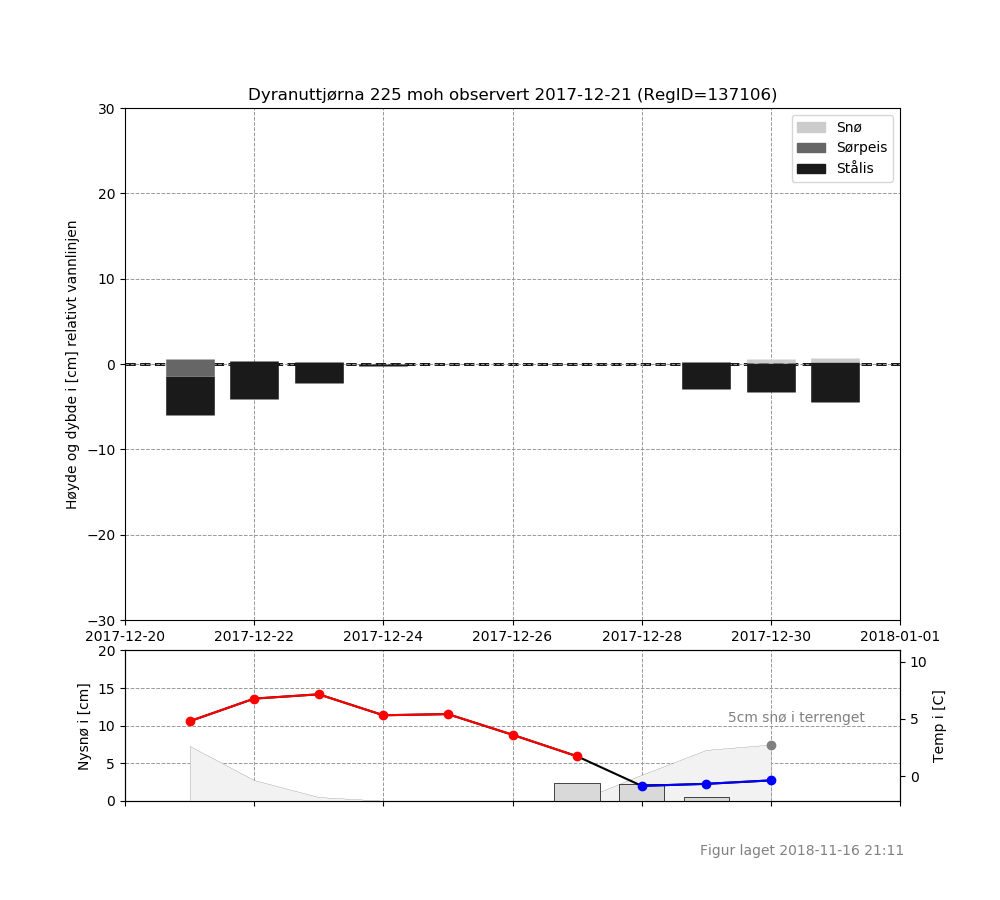 Dyranuttjørna 225 moh observert 2017-12-21 (RegID=137106)
Snø
Sørpeis
Stålis
Høyde og dybde i [cm] relativt vannlinjen
30
20
10
0
−10
−20
−30
2017-12-20 2017-12-22 2017-12-24 2017-12-26 2017-12-28 2017-12-30 2018-01-01
Nysnø i [cm]
20
15
10
5
0
5cm snø i terrenget
10
5
0
Temp i [C]
Figur laget 2018-11-16 21:11